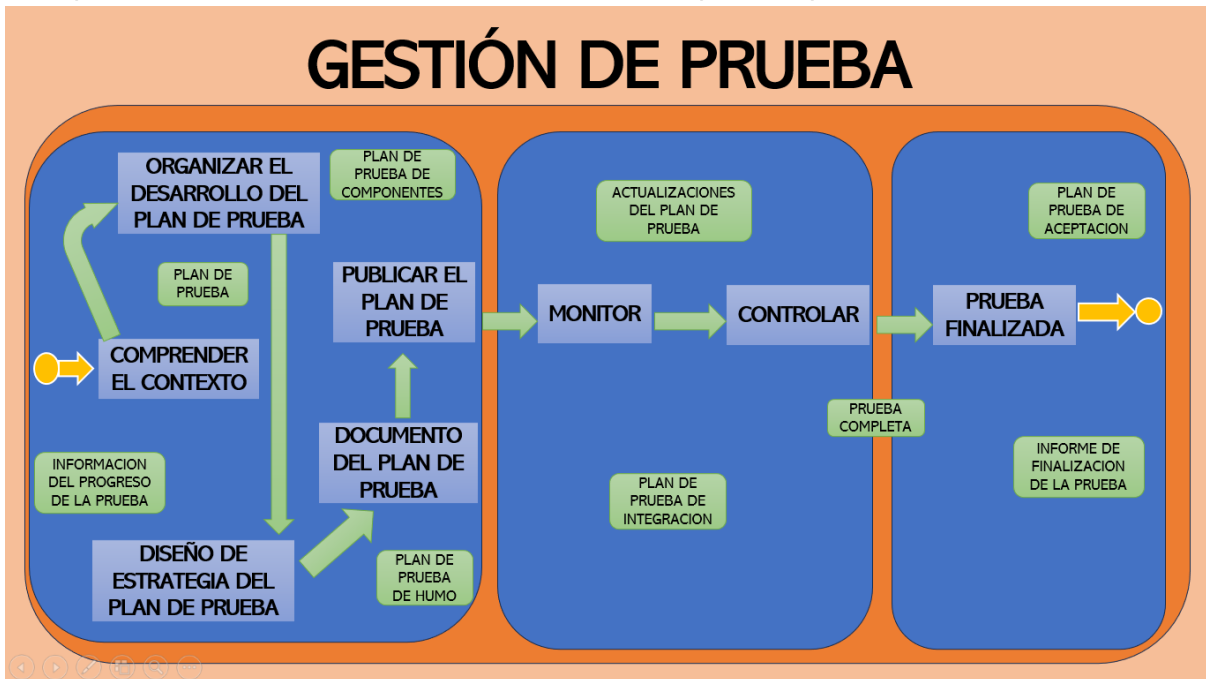 GESTIÓN DE PRUEBA
ORGANIZAR EL
DESARROLLO DEL
PLAN DE PRUEBA
PLAN DE
PRUEBA DE
COMPONENTES
PLAN DE
PRUEBA
PUBLICAR EL
PLAN DE
PRUEBA
COMPRENDER
EL CONTEXTO
DOCUMENTO
DEL PLAN DE
PRUEBA
INFORMACION
DEL PROGRESO
DE LA PRUEBA
DISEÑO DE
ESTRATEGIA DEL
PLAN DE PRUEBA
PLAN DE
PRUEBA
DE HUMO
ACTUALIZACIONES
DEL PLAN DE
PRUEBA
MONITOR
CONTROLAR
PLAN DE
PRUEBA DE
INTEGRACION
PRUEBA
COMPLETA
PLAN DE
PRUEBA DE
ACEPTACION
PRUEBA
FINALIZADA
INFORME DE
FINALIZACION
DE LA PRUEBA